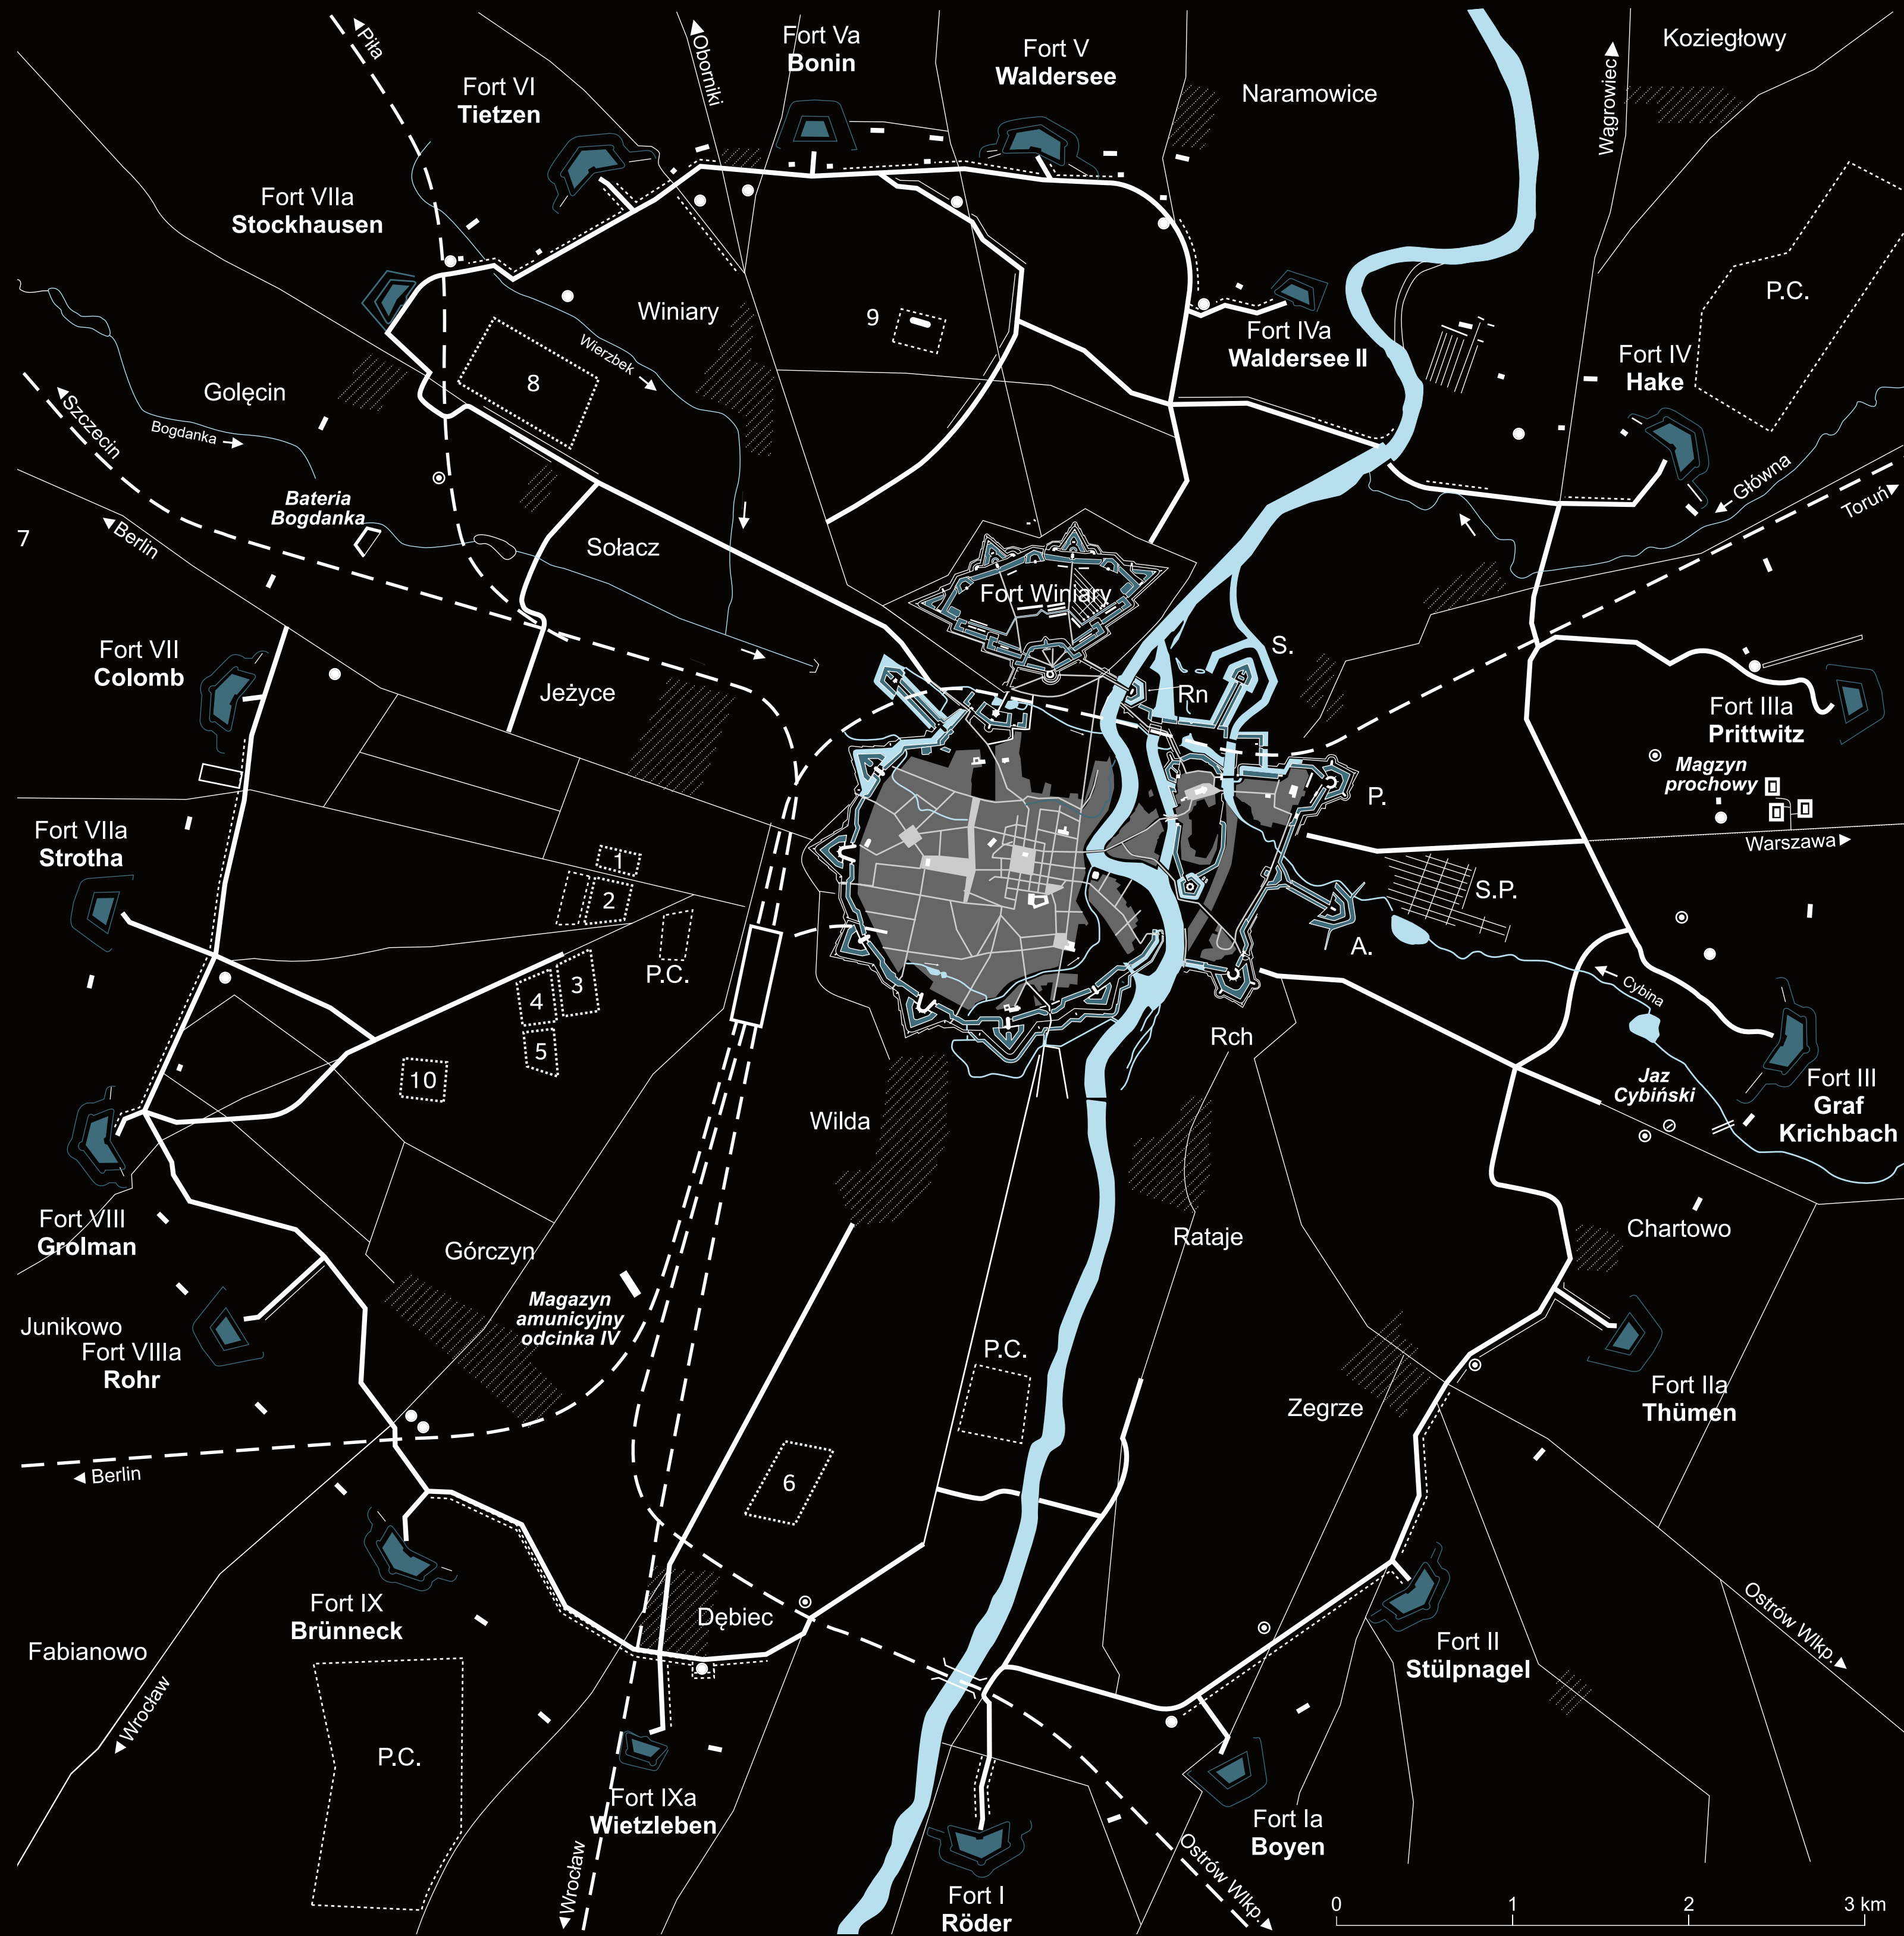 Piła
Oborniki
Fort Va
Bonin
Fort V
Waldersee
Koziegłowy
Wągrowiec
Naramowice
Fort VI
Tietzen
Fort VIIa
Stockhausen
P.C.
Winiary
9
Fort IVa
Waldersee II
Fort IV
Hake
Wierzbek
8
Golęcin
Szczecin
Bogdanka
Bateria
Bogdanka
Główna
Toruń
7
Berlin
Sołacz
Fort Winiary
S.
Fort VII
Colomb
Jeżyce
Rn
Fort IIIa
Prittwitz
Magzyn
prochowy
P.
Fort VIIa
Strotha
Warszawa
1
2
S.P.
A.
P.C.
3
4
5
Cybina
Rch
10
Jaz
Cybiński
Fort III
Graf
Krichbach
Wilda
Fort VIII
Grolman
Górczyn
Rataje
Chartowo
Magazyn
amunicyjny
odcinka IV
Junikowo
Fort VIIIa
Rohr
P.C.
Zegrze
Fort IIa
Thümen
Berlin
6
Fort IX
Brünneck
Dębiec
Ostrów Wlkp.
Fabianowo
Fort II
Stülpnagel
Wrocław
P.C.
Fort IXa
Wietzleben
Fort Ia
Boyen
Wrocław
Ostrów Wlkp.
Fort I
Röder
0 1 2 3 km